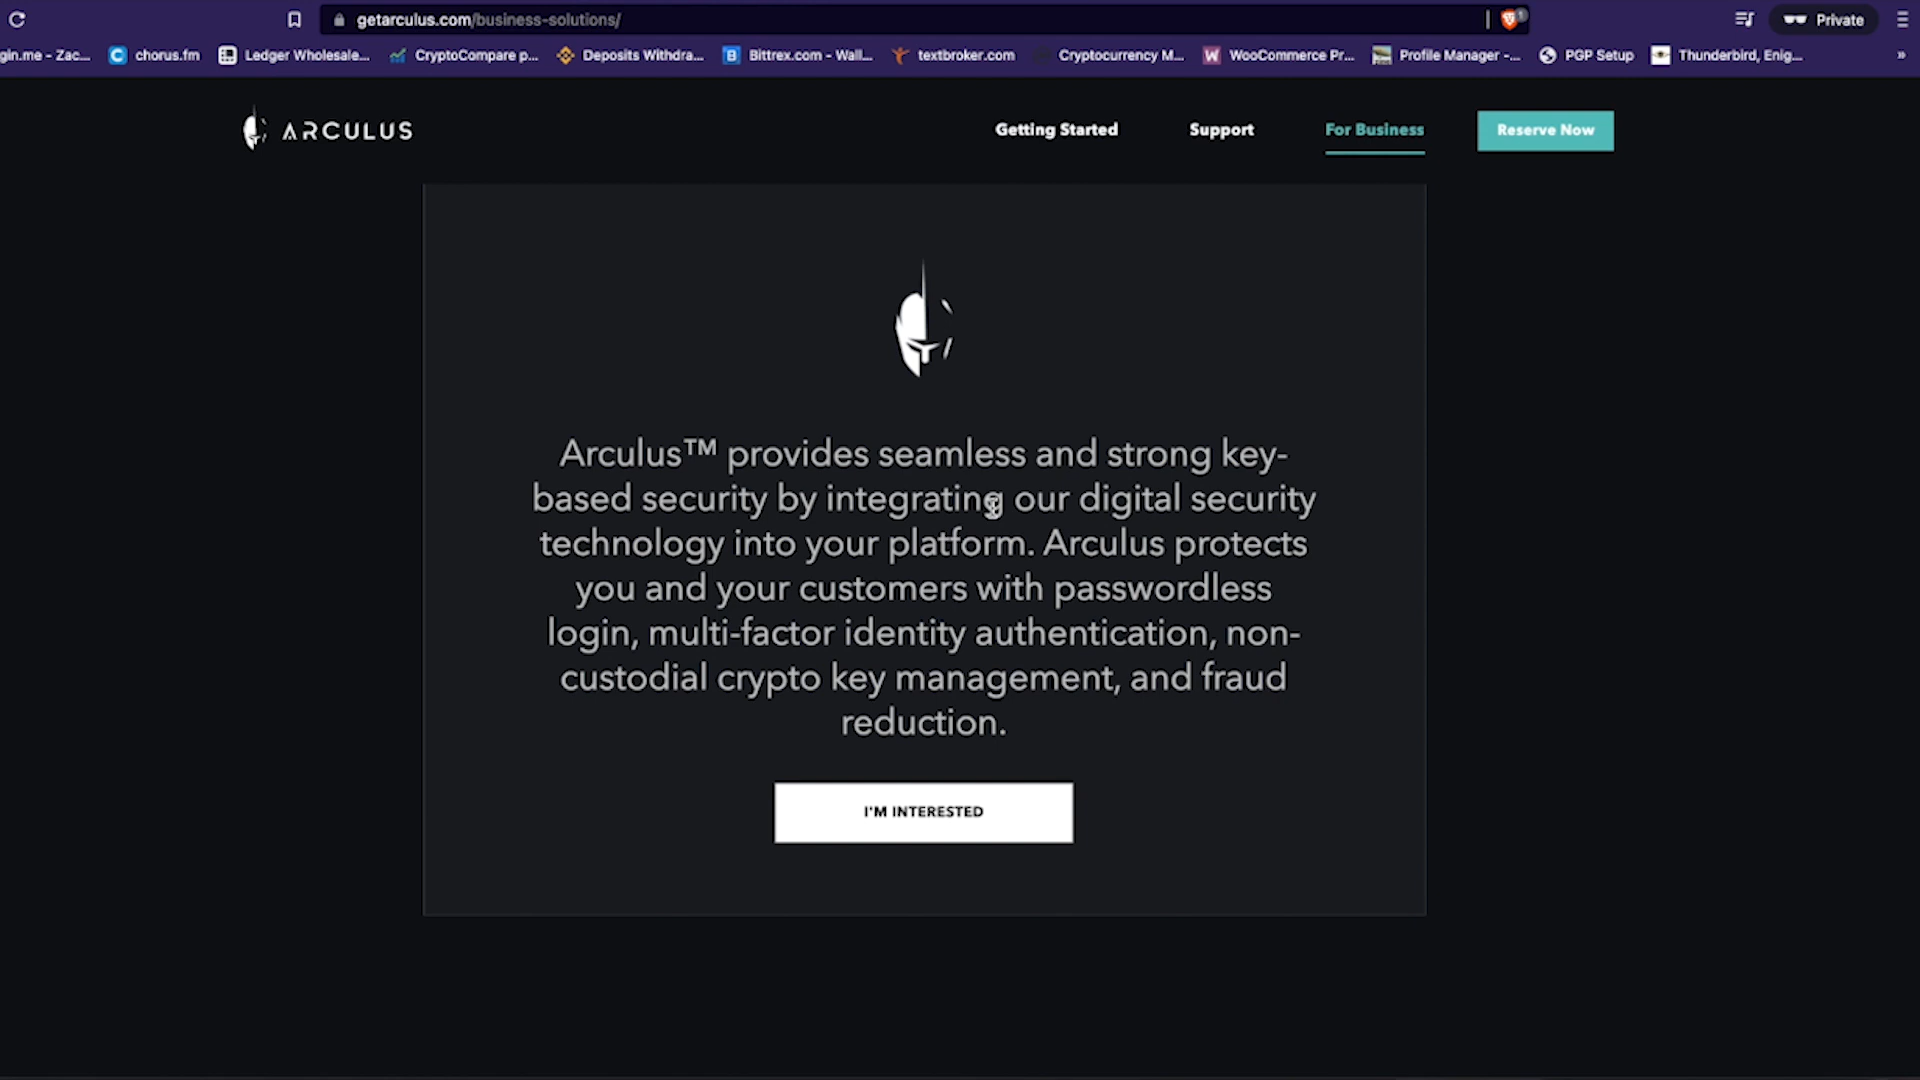 getarculus.com/business-solutions/
1
Private
gin.me - Zac...
chorus.fm
Ledger Wholesale...
CryptoCompare p...
Deposits Withdra...
B
Bittrex.com - Wall...
textbroker.com
Cryptocurrency M...
W
WooCommerce Pr...
Profile Manager -...
PGP Setup
Thunderbird, Enig...
»
ARCULUS
Getting Started
Support
For Business
Reserve Now
Arculus™ provides seamless and strong key-
based security by integrating our digital security
technology into your platform. Arculus protects
you and your customers with passwordless
login, multi-factor identity authentication, non-
custodial crypto key management, and fraud
reduction.
I'M INTERESTED